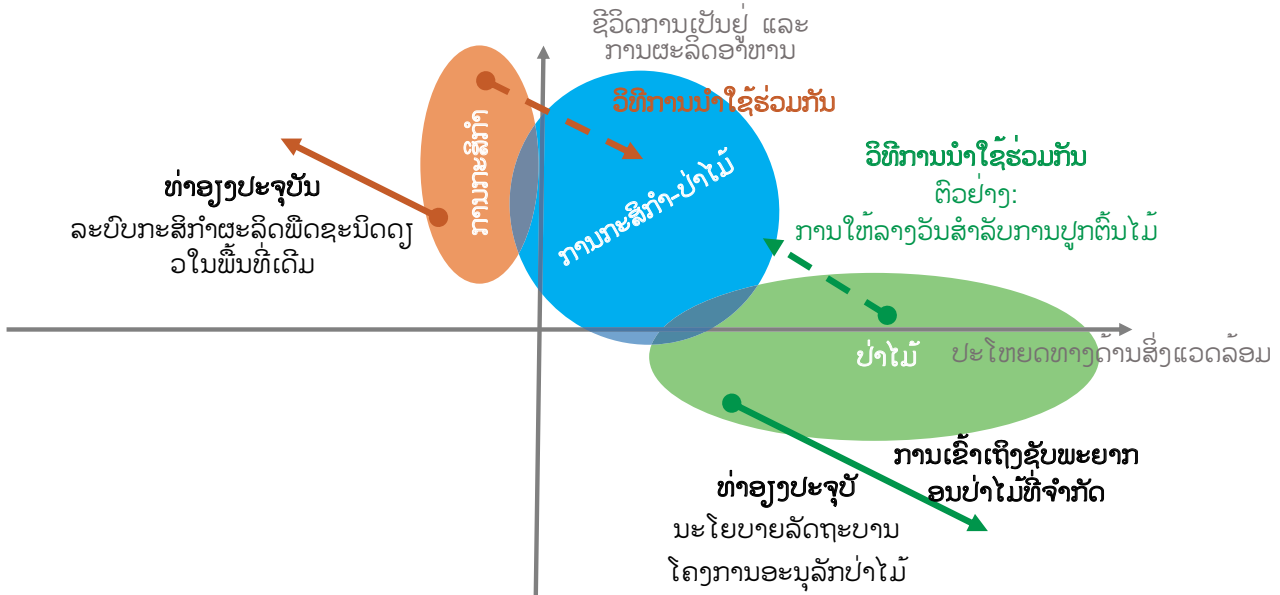 ຊີວິດການເປັນຢູ່ ແລະ
ການຜະລິດອາຫານ
ວິທີການນຳໃຊ້ຮ່ວມກັນ
ການກະສິກຳ
ການກະສິກຳ-ປ່າໄມ້
ທ່າອຽງປະຈຸບັນ
ລະບົບກະສິກຳຜະລິດພືດຊະນິດດຽ
ວໃນພື້ນທີ່ເດີມ
ວິທີການນຳໃຊ້ຮ່ວມກັນ
ຕົວຢ່າງ:
ການໃຫ້ລາງວັນສຳລັບການປູກຕົ້ນໄມ້
ປ່າໄມ້
ປະໂຫຍດທາງດ້ານສິ່ງແວດລ້ອມ
ການເຂົ້າເຖິງຊັບພະຍາກ
ອນປ່າໄມ້ທີ່ຈຳກັດ
ທ່າອຽງປະຈຸບັ
ນະໂຍບາຍລັດຖະບານ
ໂຄງການອະນຸລັກປ່າໄມ້